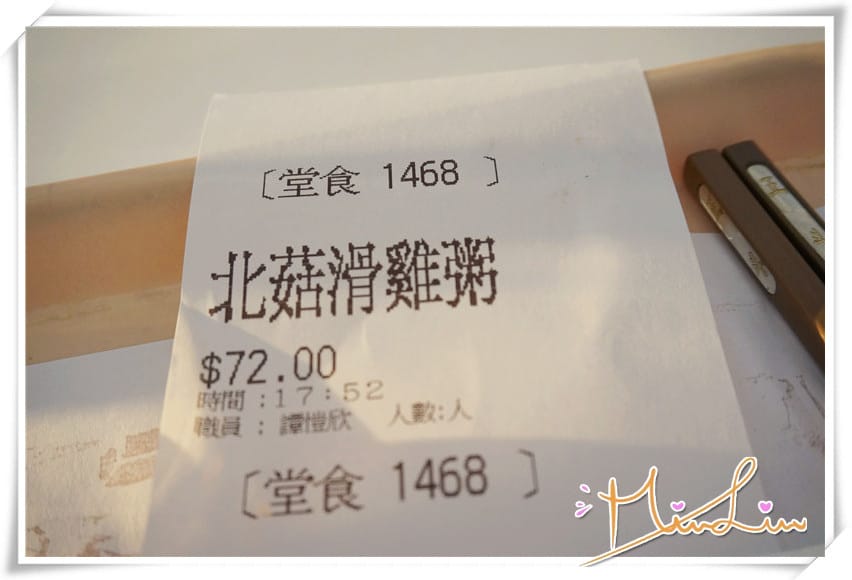 〔堂食 1468 〕
北菇滑雞粥
$72.00
時間 :17:52
職員 : 譚愷欣 人數:人
〔堂食 1468 〕